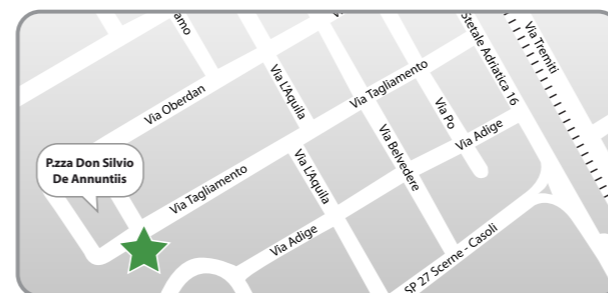 Via Oberdan
Via L'Aquila
Via Tagliamento
Via Po
Stetale Adriatica 16
Via Tremiti
P.zza Don Silvio
De Annuntiis
Via Tagliamento
Via L'Aquila
Via Belvedere
Via Adige
Via Adige
SP 27 Scerne - Casoli